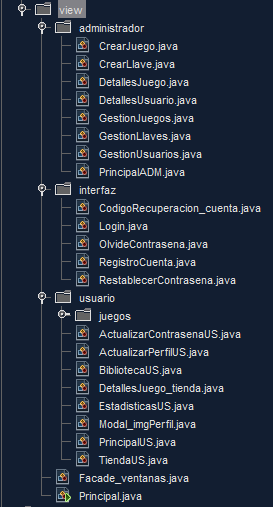 view
administrador
CrearJuego.java
CrearLlave.java
DetallesJuego.java
DetallesUsuario.java
GestionJuegos.java
GestionLlaves.java
GestionUsuarios.java
PrincipalADM.java
interfaz
CodigoRecuperacion_cuenta.java
Login.java
OlvideContrasena.java
RegistroCuenta.java
RestablecerContrasena.java
usuario
juegos
ActualizarContrasenaUS.java
ActualizarPerfilUS.java
BibliotecaUS.java
DetallesJuego_tienda.java
EstadisticasUS.java
Modal_imgPerfil.java
PrincipalUS.java
TiendaUS.java
Facade_ventanas.java
Principal.java